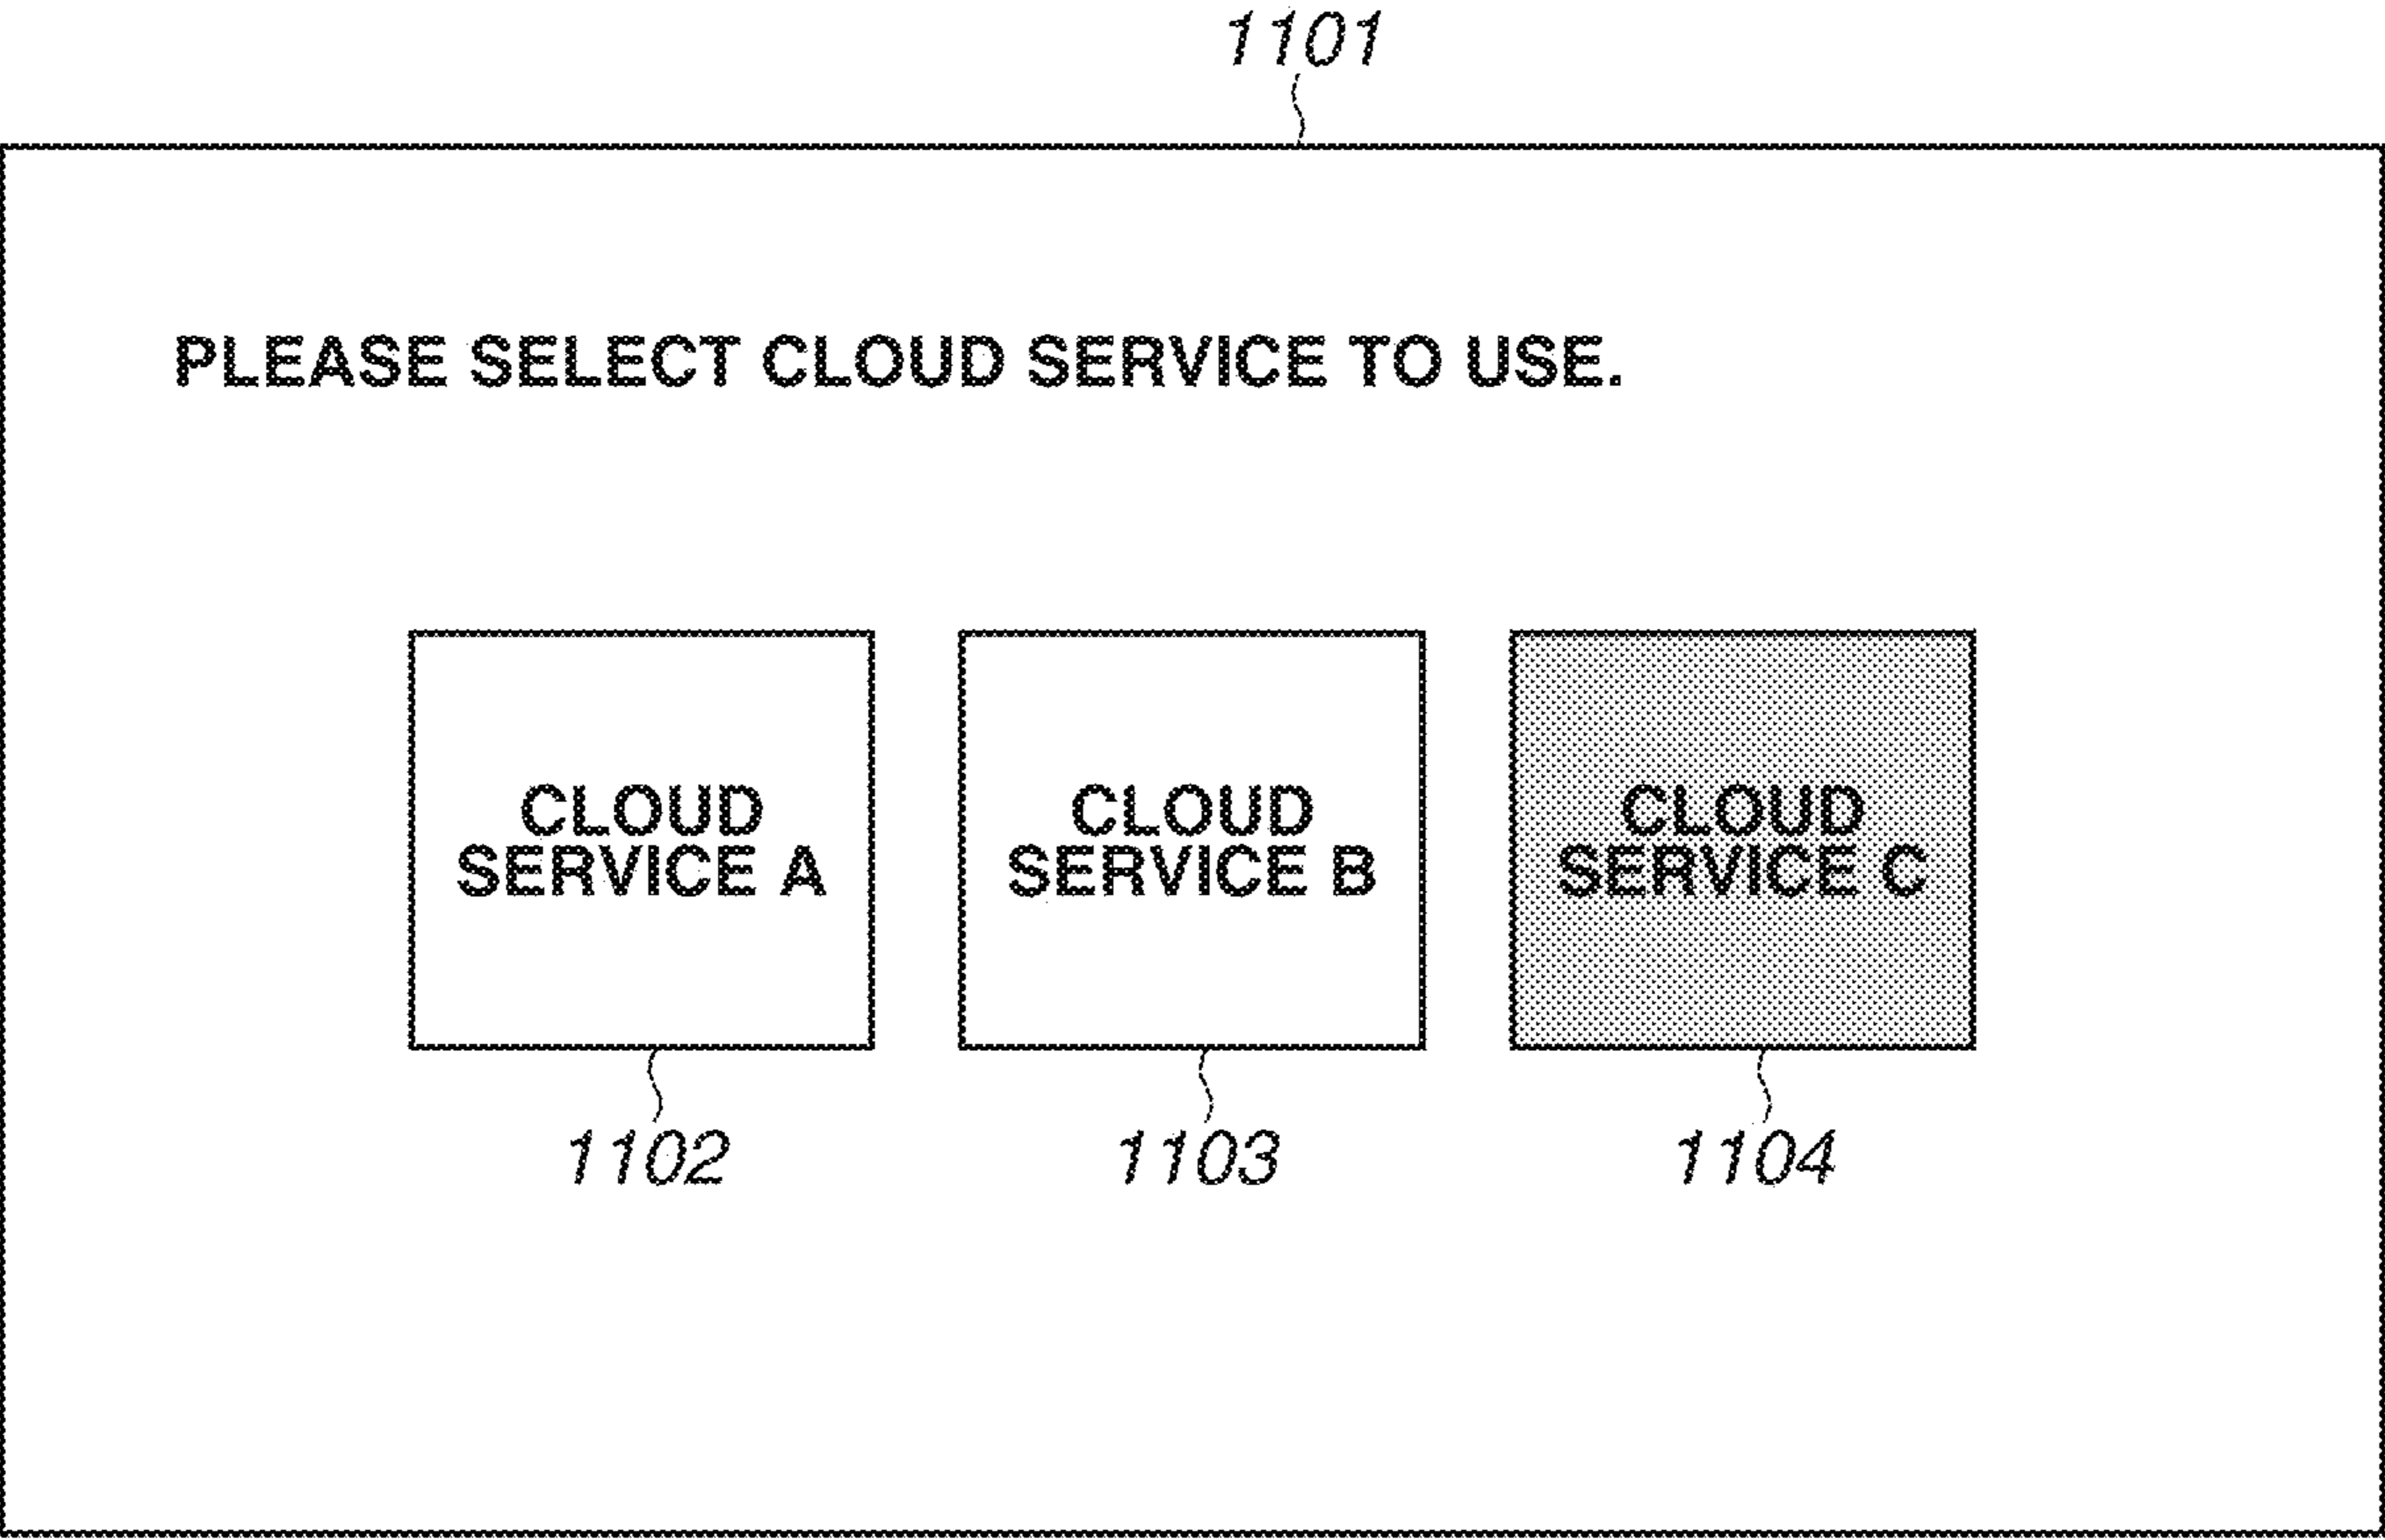 1101
PLEASE SELECT CLOUD SERVICE TO USE.
CLOUD
SERVICE A
CLOUD
SERVICE B
CLOUD
SERVICE C
1102
1103
1104